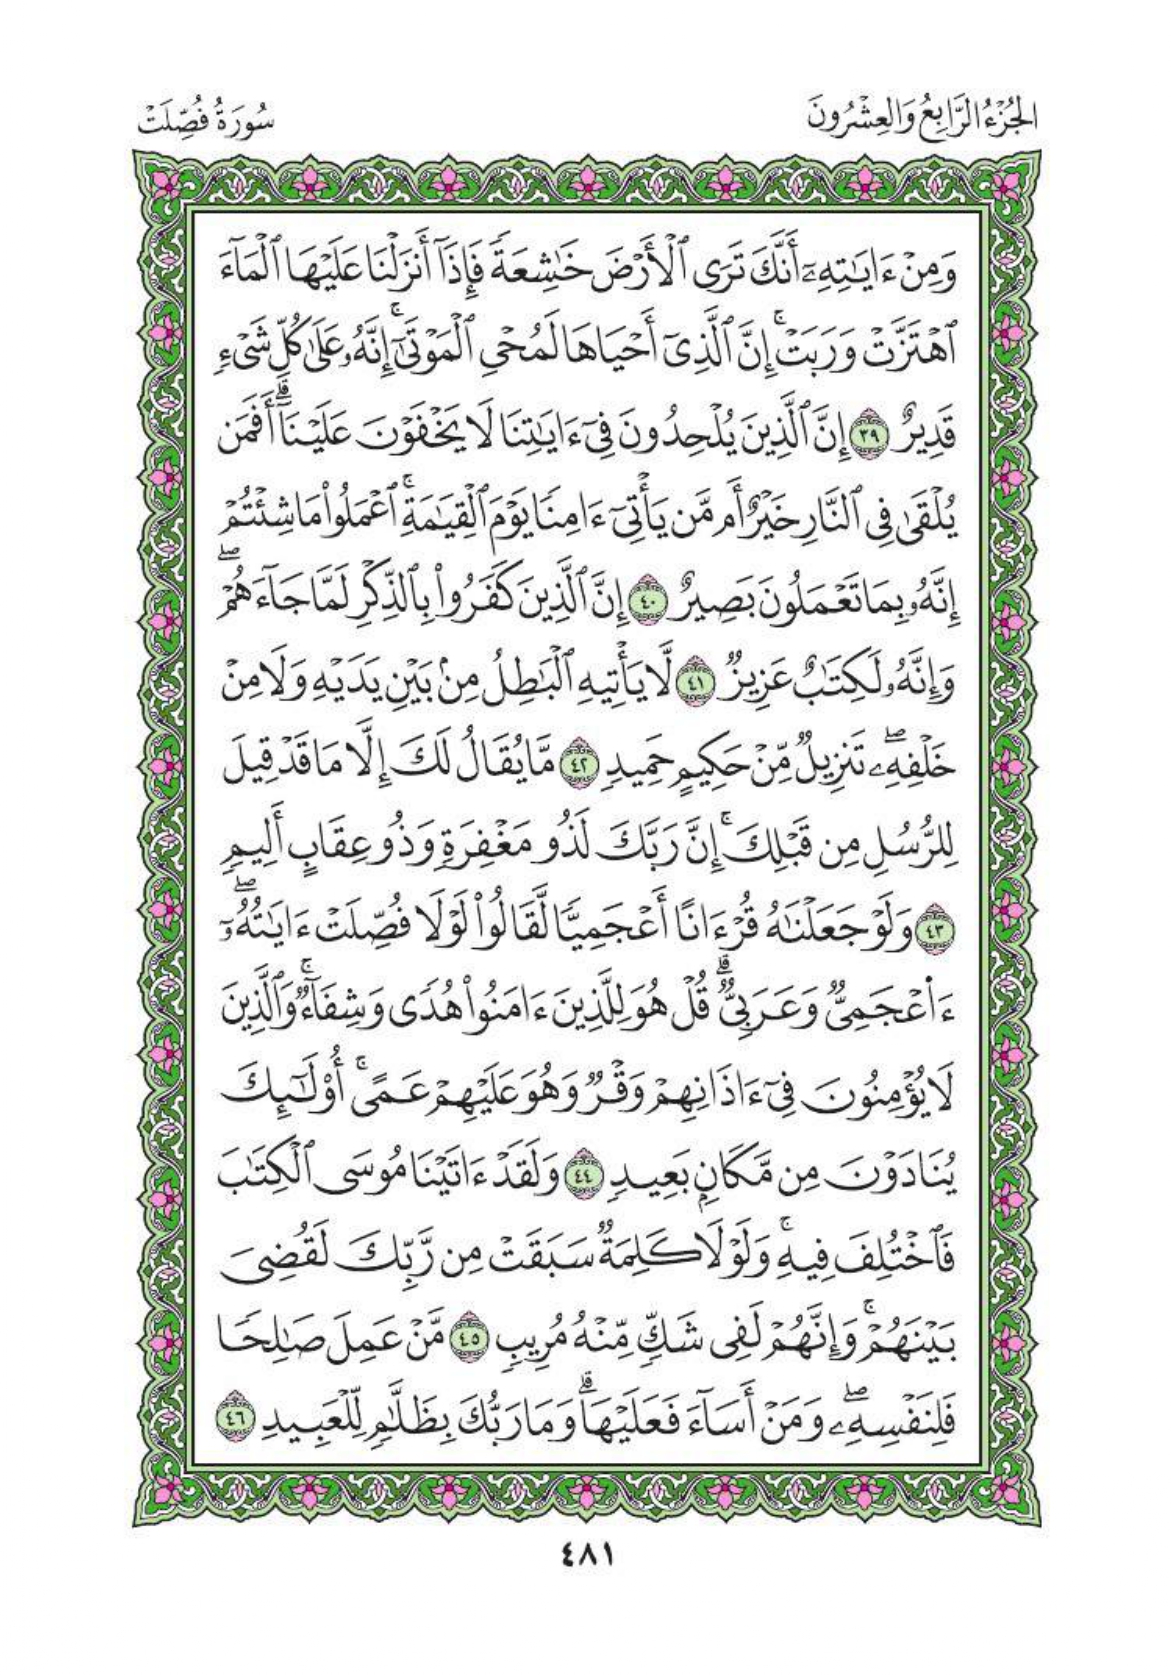 الجُزْءُ الرَّابِعُ وَالعِشْرُونَ
سُورَةُ فُصِّلَتْ
وَمِنْ ءَايَٰتِهِۦٓ أَنَّكَ تَرَى ٱلْأَرْضَ خَٰشِعَةً فَإِذَآ أَنزَلْنَا عَلَيْهَا ٱلْمَآءَ
ٱهْتَزَّتْ وَرَبَتْ ۚ إِنَّ ٱلَّذِىٓ أَحْيَاهَا لَمُحْىِ ٱلْمَوْتَىٰٓ ۚ إِنَّهُۥ عَلَىٰ كُلِّ شَىْءٍ
قَدِيرٌ ٣٩ إِنَّ ٱلَّذِينَ يُلْحِدُونَ فِىٓ ءَايَٰتِنَا لَا يَخْفَوْنَ عَلَيْنَآ ۗ أَفَمَن
يُلْقَىٰ فِى ٱلنَّارِ خَيْرٌ أَم مَّن يَأْتِىٓ ءَامِنًا يَوْمَ ٱلْقِيَٰمَةِ ۚ ٱعْمَلُوا۟ مَا شِئْتُمْ ۖ
إِنَّهُۥ بِمَا تَعْمَلُونَ بَصِيرٌ ٤٠ إِنَّ ٱلَّذِينَ كَفَرُوا۟ بِٱلذِّكْرِ لَمَّا جَآءَهُمْ ۖ
وَإِنَّهُۥ لَكِتَٰبٌ عَزِيزٌ ٤١ لَّا يَأْتِيهِ ٱلْبَٰطِلُ مِنۢ بَيْنِ يَدَيْهِ وَلَا مِنْ
خَلْفِهِۦ ۖ تَنزِيلٌ مِّنْ حَكِيمٍ حَمِيدٍ ٤٢ مَّا يُقَالُ لَكَ إِلَّا مَا قَدْ قِيلَ
لِلرُّسُلِ مِن قَبْلِكَ ۚ إِنَّ رَبَّكَ لَذُو مَغْفِرَةٍ وَذُو عِقَابٍ أَلِيمٍ
٤٣ وَلَوْ جَعَلْنَٰهُ قُرْءَانًا أَعْجَمِيًّا لَّقَالُوا۟ لَوْلَا فُصِّلَتْ ءَايَٰتُهُۥٓ ۖ
ءَا۬عْجَمِىٌّ وَعَرَبِىٌّ ۗ قُلْ هُوَ لِلَّذِينَ ءَامَنُوا۟ هُدًى وَشِفَآءٌ ۚ وَٱلَّذِينَ
لَا يُؤْمِنُونَ فِىٓ ءَاذَانِهِمْ وَقْرٌ وَهُوَ عَلَيْهِمْ عَمًى ۚ أُو۟لَٰٓئِكَ
يُنَادَوْنَ مِن مَّكَانٍۭ بَعِيدٍ ٤٤ وَلَقَدْ ءَاتَيْنَا مُوسَى ٱلْكِتَٰبَ
فَٱخْتُلِفَ فِيهِ ۚ وَلَوْلَا كَلِمَةٌ سَبَقَتْ مِن رَّبِّكَ لَقُضِىَ
بَيْنَهُمْ ۚ وَإِنَّهُمْ لَفِى شَكٍّ مِّنْهُ مُرِيبٍ ٤٥ مَّنْ عَمِلَ صَٰلِحًا
فَلِنَفْسِهِۦ ۖ وَمَنْ أَسَآءَ فَعَلَيْهَا ۗ وَمَا رَبُّكَ بِظَلَّٰمٍ لِّلْعَبِيدِ ٤٦
٤٨١